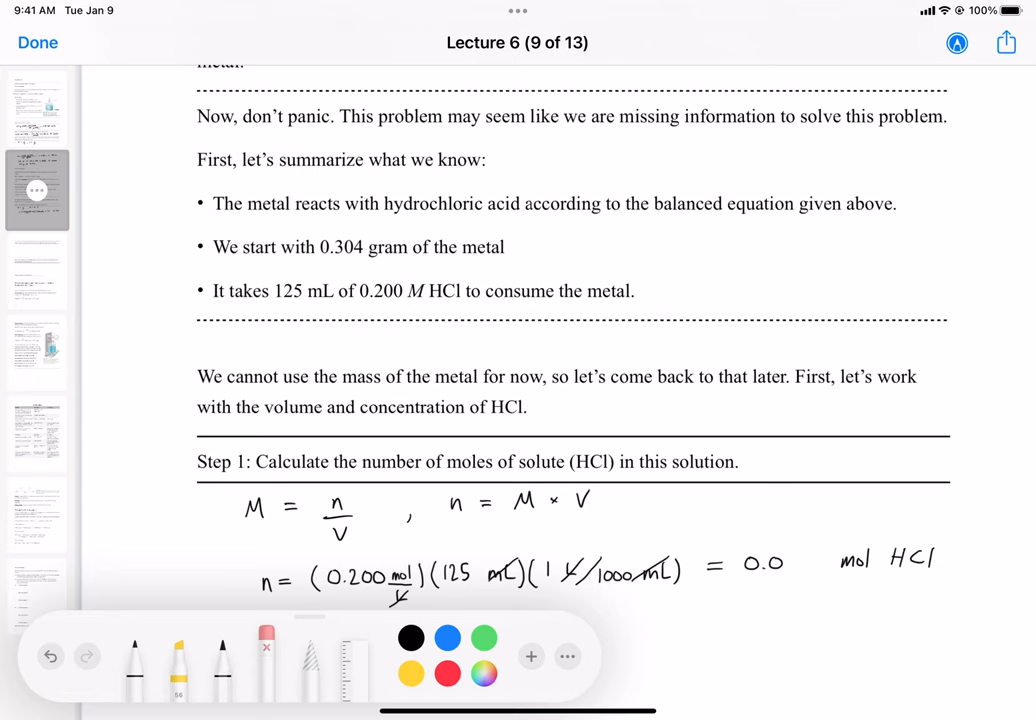 9:41 AM Tue Jan 9
100%
Done
Lecture 6 (9 of 13)
metal.
Now, don't panic. This problem may seem like we are missing information to solve this problem.
First, let's summarize what we know:
• The metal reacts with hydrochloric acid according to the balanced equation given above.
• We start with 0.304 gram of the metal
• It takes 125 mL of 0.200 M HCl to consume the metal.
We cannot use the mass of the metal for now, so let's come back to that later. First, let's work
with the volume and concentration of HCl.
Step 1: Calculate the number of moles of solute (HCl) in this solution.
M = n/V , n = M × V
n = (0.200 mol/L)(125 mL)(1 L/1000 mL) = 0.0 mol HCl
56